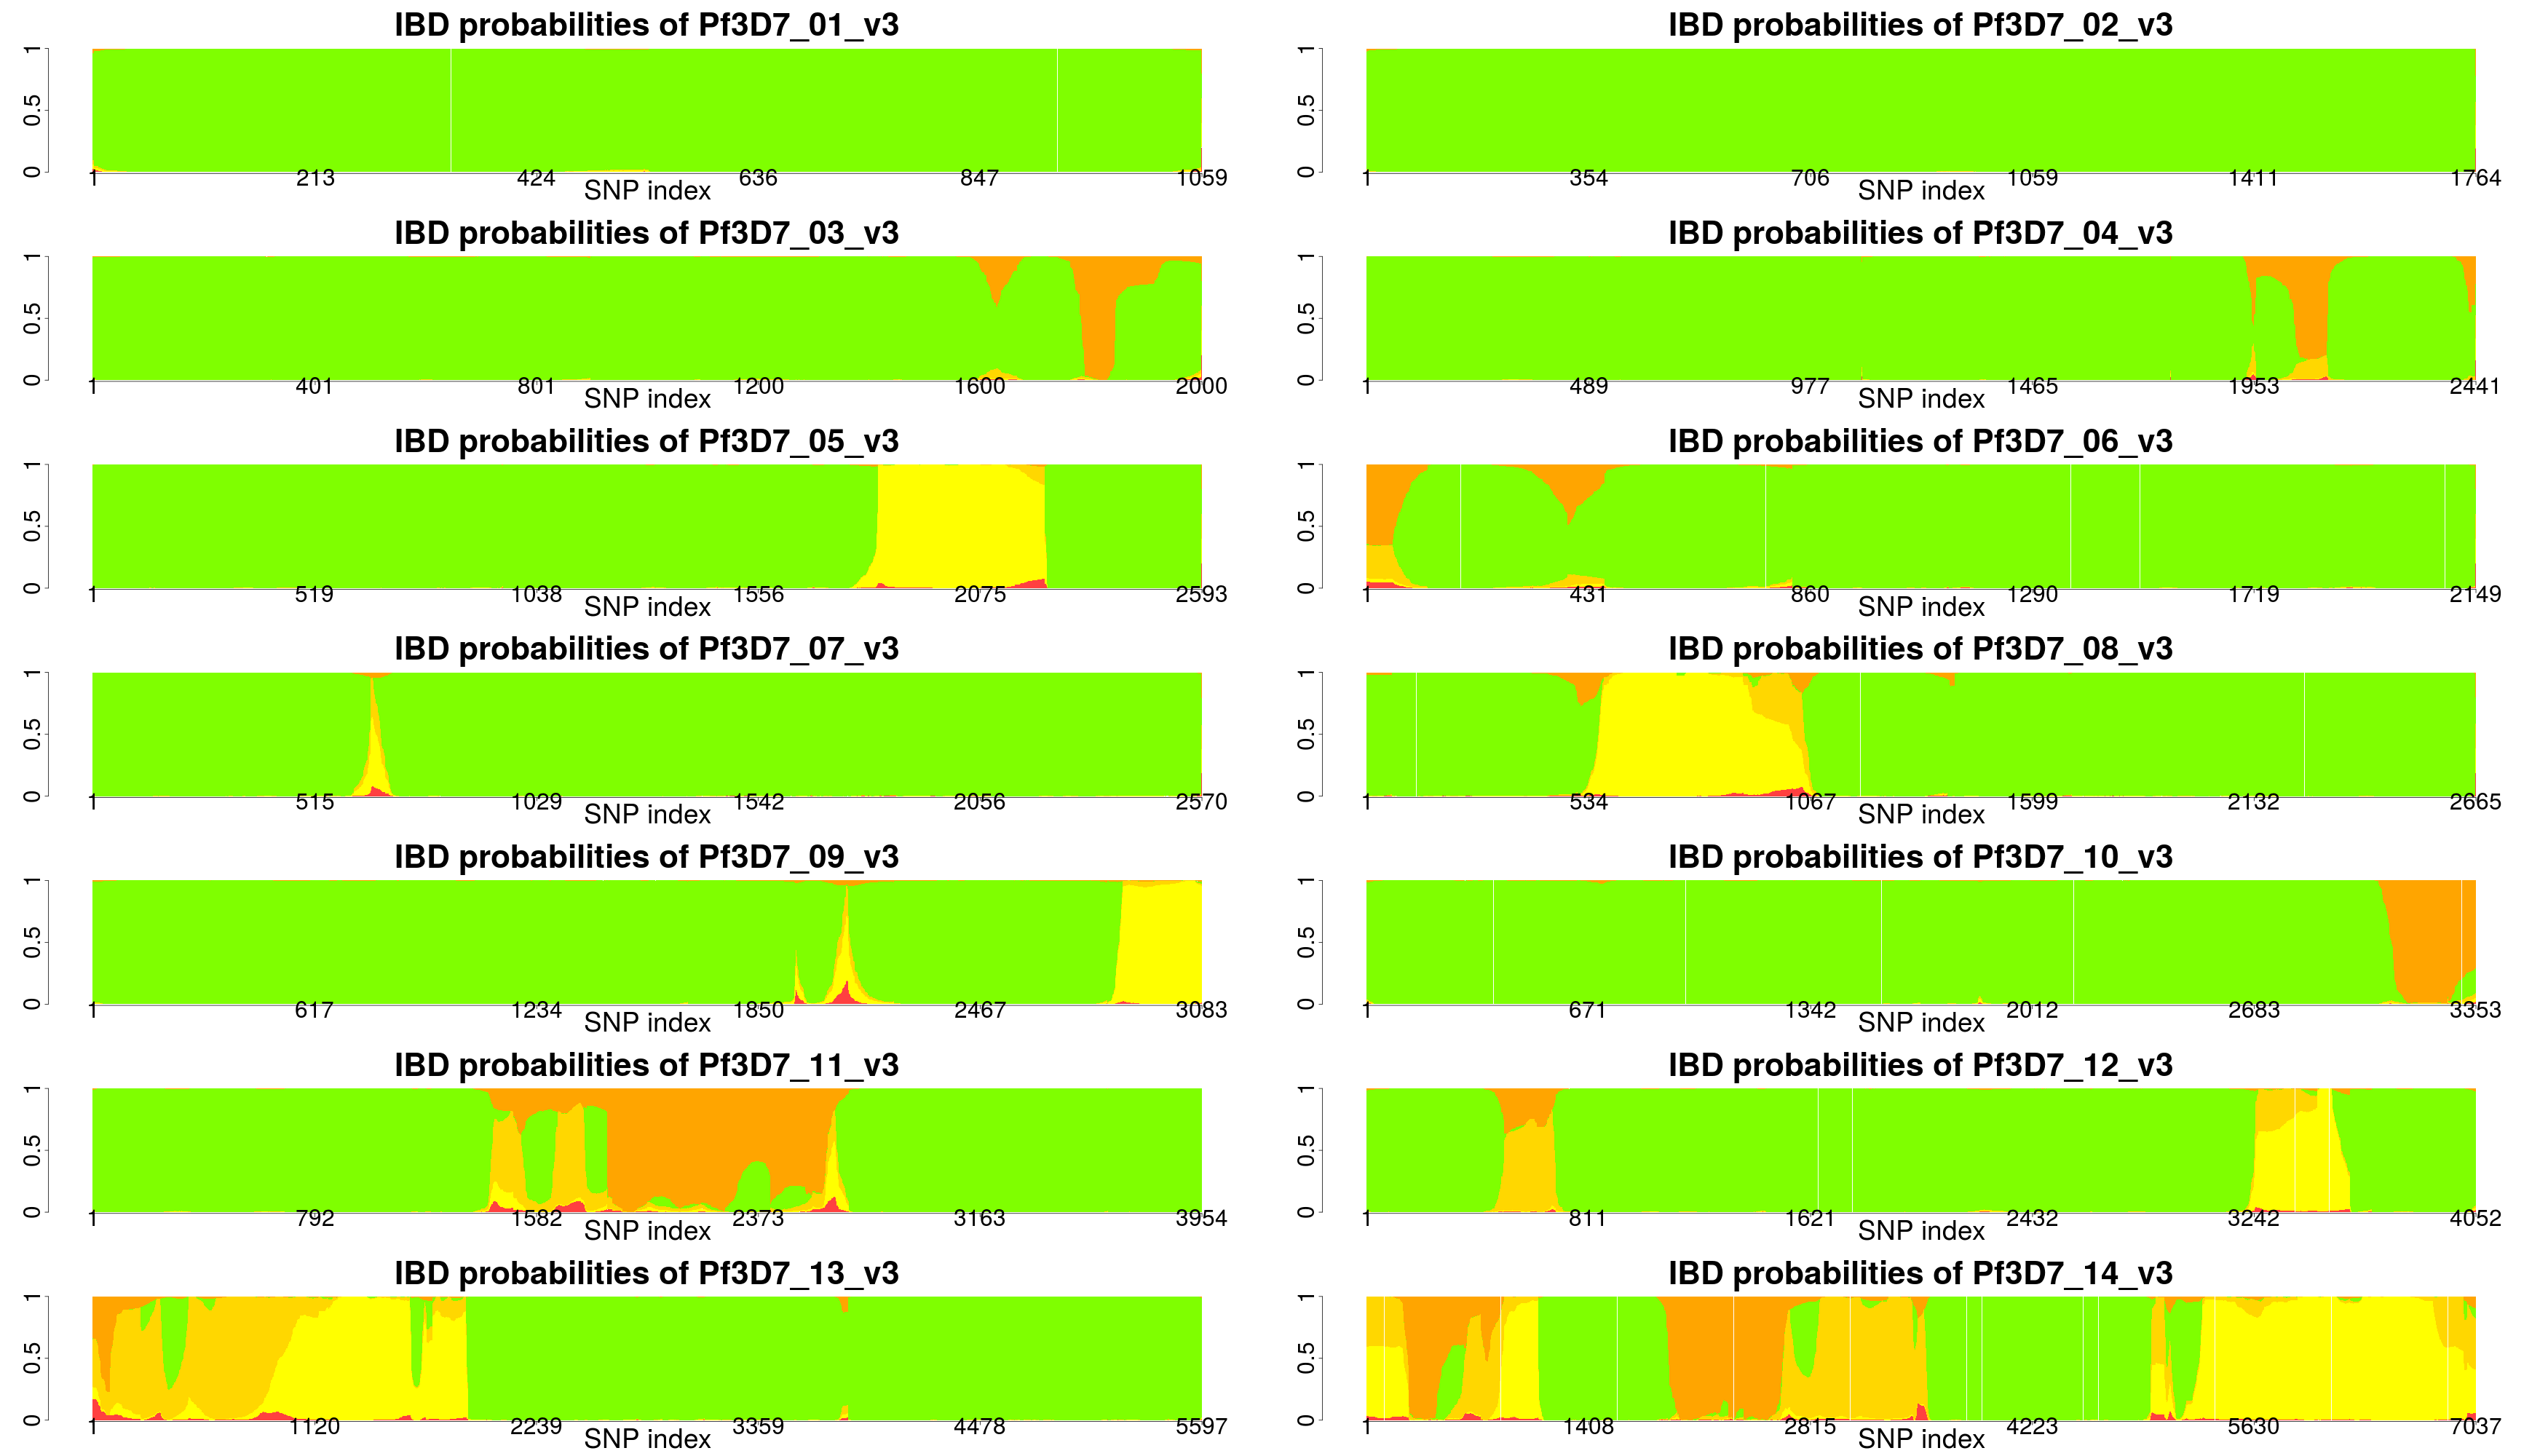 IBD probabilities of Pf3D7_01_v3
0 0.5 1
1 213 424 636 847 1059
SNP index
IBD probabilities of Pf3D7_02_v3
0 0.5 1
1 354 706 1059 1411 1764
SNP index
IBD probabilities of Pf3D7_03_v3
0 0.5 1
1 401 801 1200 1600 2000
SNP index
IBD probabilities of Pf3D7_04_v3
0 0.5 1
1 489 977 1465 1953 2441
SNP index
IBD probabilities of Pf3D7_05_v3
0 0.5 1
1 519 1038 1556 2075 2593
SNP index
IBD probabilities of Pf3D7_06_v3
0 0.5 1
1 431 860 1290 1719 2149
SNP index
IBD probabilities of Pf3D7_07_v3
0 0.5 1
1 515 1029 1542 2056 2570
SNP index
IBD probabilities of Pf3D7_08_v3
0 0.5 1
1 534 1067 1599 2132 2665
SNP index
IBD probabilities of Pf3D7_09_v3
0 0.5 1
1 617 1234 1850 2467 3083
SNP index
IBD probabilities of Pf3D7_10_v3
0 0.5 1
1 671 1342 2012 2683 3353
SNP index
IBD probabilities of Pf3D7_11_v3
0 0.5 1
1 792 1582 2373 3163 3954
SNP index
IBD probabilities of Pf3D7_12_v3
0 0.5 1
1 811 1621 2432 3242 4052
SNP index
IBD probabilities of Pf3D7_13_v3
0 0.5 1
1 1120 2239 3359 4478 5597
SNP index
IBD probabilities of Pf3D7_14_v3
0 0.5 1
1 1408 2815 4223 5630 7037
SNP index